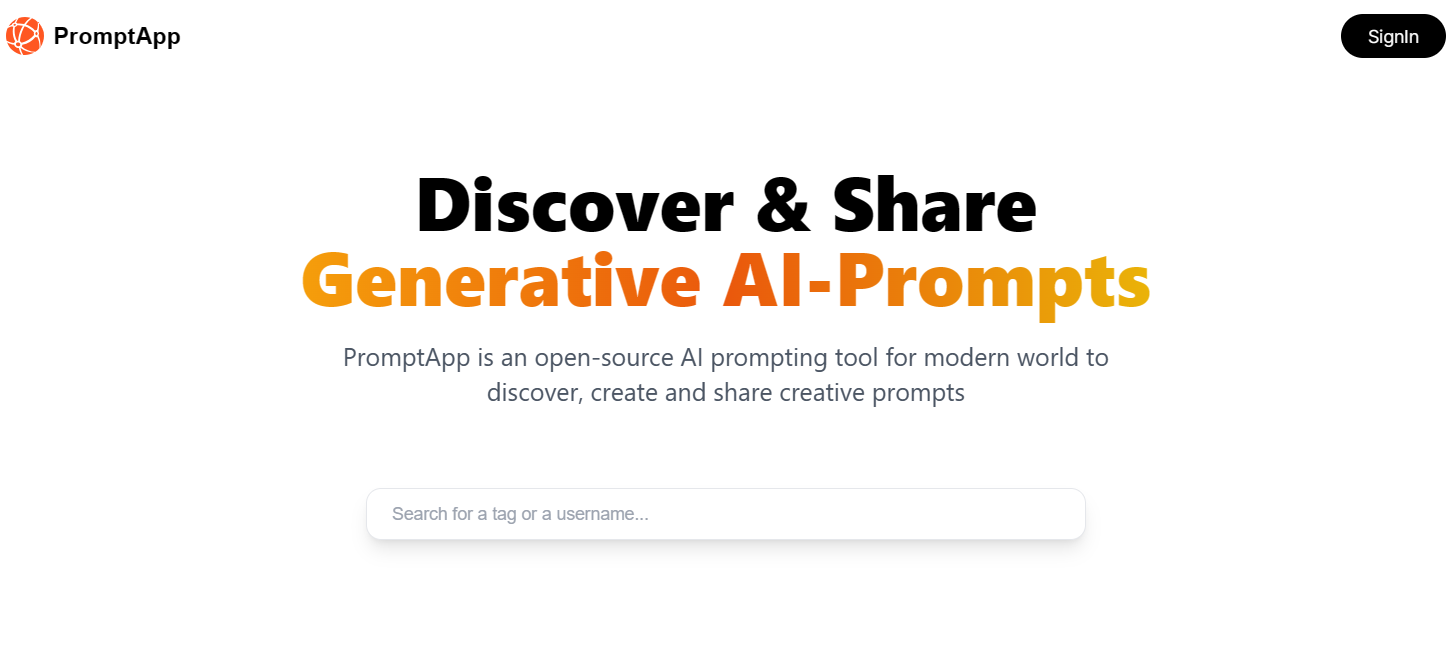 PromptApp
SignIn
Discover & Share
Generative AI-Prompts
PromptApp is an open-source AI prompting tool for modern world to
discover, create and share creative prompts
Search for a tag or a username...